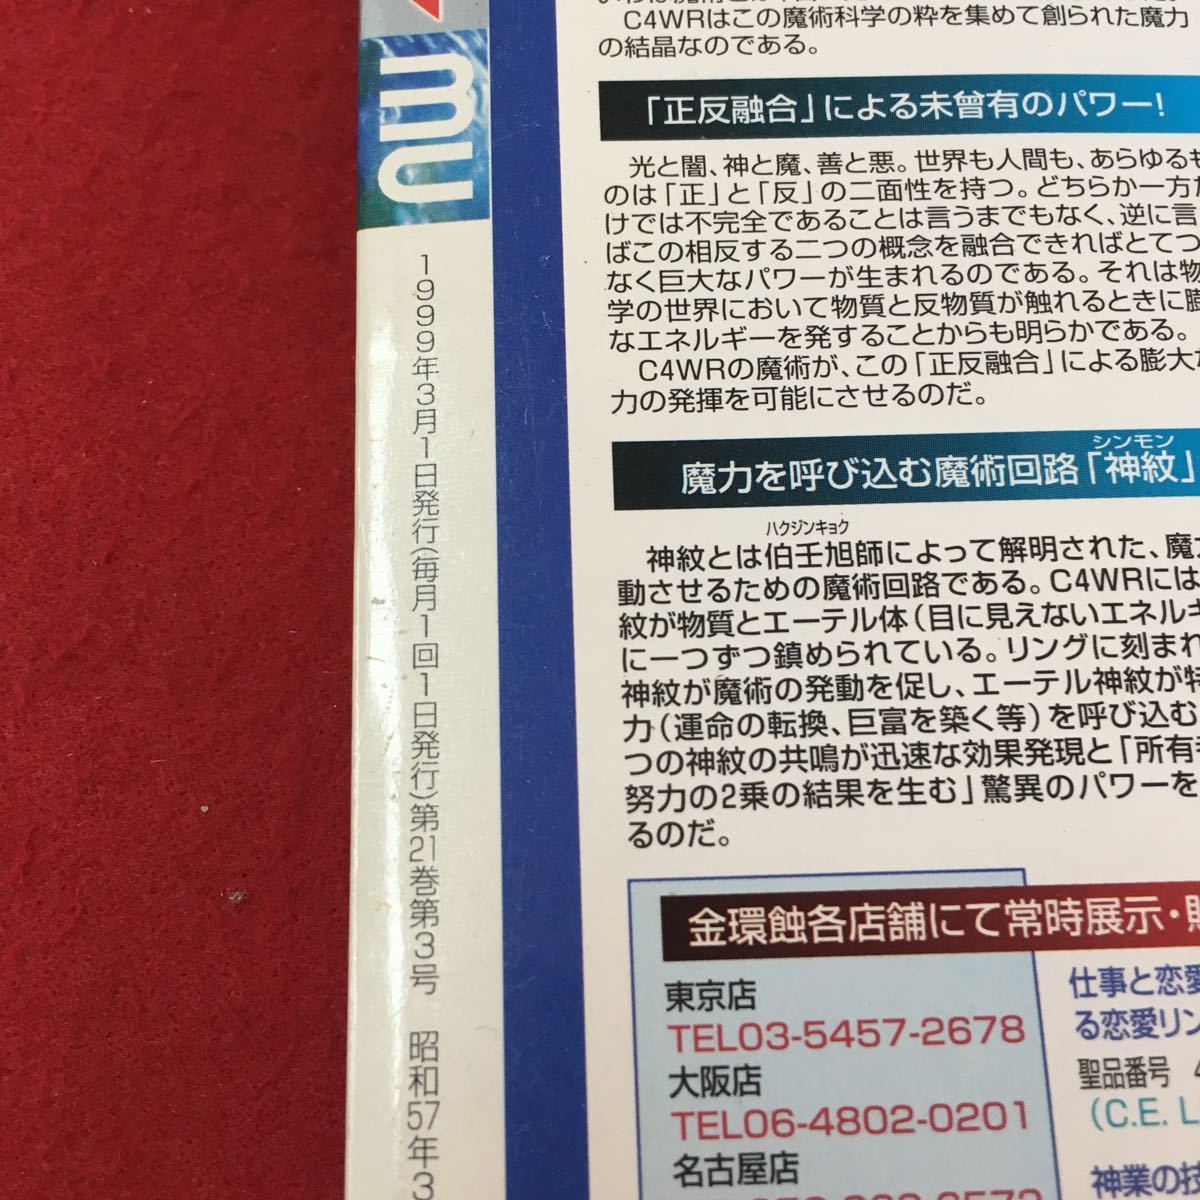 mu
1999年3月1日発行(毎月1回1日発行)第21巻第3号 昭和57年3
C4WRはこの魔術科学の粋を集めて創られた魔力
の結晶なのである。
「正反融合」による未曾有のパワー!
光と闇、神と魔、善と悪。世界も人間も、あらゆるも
のは「正」と「反」の二面性を持つ。どちらか一方だ
けでは不完全であることは言うまでもなく、逆に言
ばこの相反する二つの概念を融合できればとてつ
なく巨大なパワーが生まれるのである。それは物
学の世界において物質と反物質が触れるときに膨
なエネルギーを発することからも明らかである。
C4WRの魔術が、この「正反融合」による膨大な
力の発揮を可能にさせるのだ。
魔力を呼び込む魔術回路「神紋」
シンモン
ハクジンキョク
神紋とは伯壬旭師によって解明された、魔力
動させるための魔術回路である。C4WRには
紋が物質とエーテル体(目に見えないエネルギ
に一つずつ鎮められている。リングに刻まれ
神紋が魔術の発動を促し、エーテル神紋が特
力(運命の転換、巨富を築く等)を呼び込む
つの神紋の共鳴が迅速な効果発現と「所有者
努力の2乗の結果を生む」驚異のパワーを
るのだ。
金環蝕各店舗にて常時展示・販
東京店
TEL03-5457-2678
大阪店
TEL06-4802-0201
名古屋店
仕事と恋愛
る恋愛リン
聖品番号 4
(C.E. L
神業の技